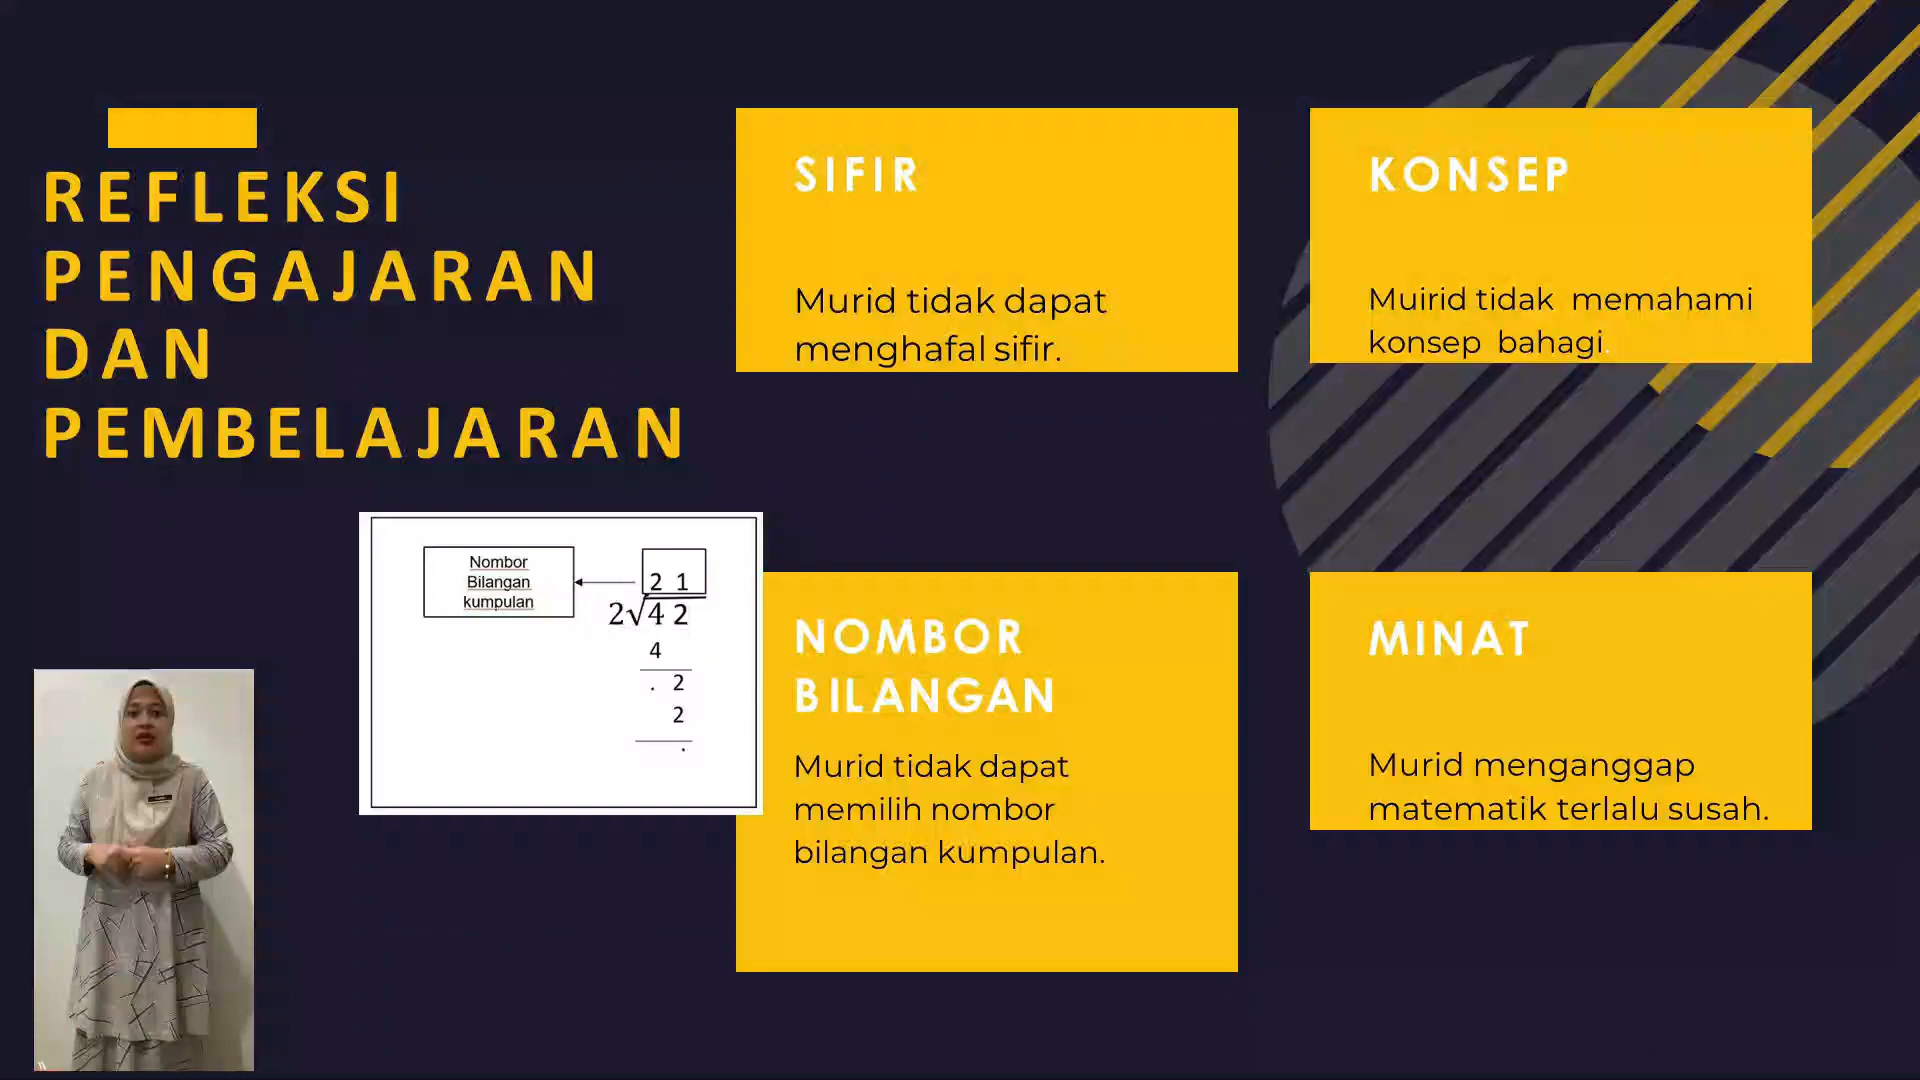 REFLEKSI
PENGAJARAN
DAN
PEMBELAJARAN
SIFIR
Murid tidak dapat
menghafal sifir.
KONSEP
Muirid tidak memahami
konsep bahagi.
Nombor
Bilangan
kumpulan
2 1
2√4 2
4
. 2
2
.
NOMBOR
BILANGAN
Murid tidak dapat
memilih nombor
bilangan kumpulan.
MINAT
Murid menganggap
matematik terlalu susah.